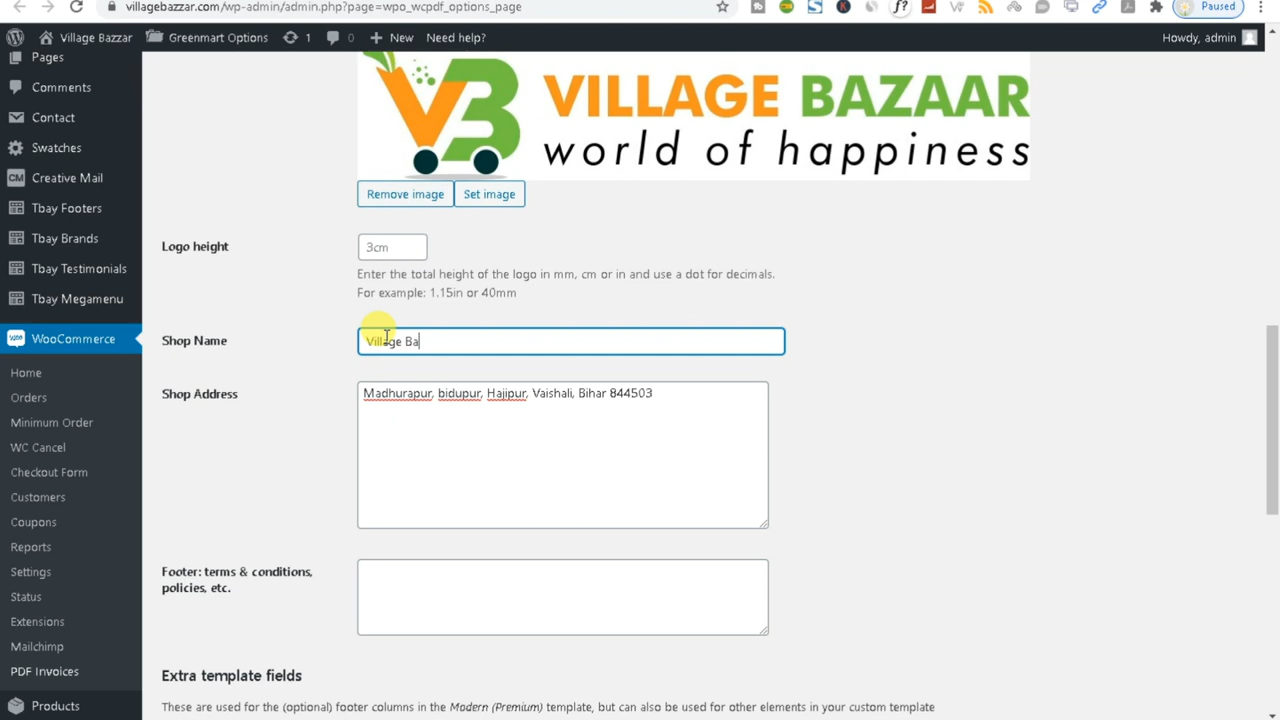 villagebazzar.com/wp-admin/admin.php?page=wpo_wcpdf_options_page
Paused
Village Bazzar
Greenmart Options
1
0
New
Need help?
Howdy, admin
Pages
Comments
Contact
Swatches
CM Creative Mail
Tbay Footers
Tbay Brands
Tbay Testimonials
Tbay Megamenu
WooCommerce
Home
Orders
Minimum Order
WC Cancel
Checkout Form
Customers
Coupons
Reports
Settings
Status
Extensions
Mailchimp
PDF Invoices
Products
VB VILLAGE BAZAAR
world of happiness
Remove image
Set image
Logo height
3cm
Enter the total height of the logo in mm, cm or in and use a dot for decimals.
For example: 1.15in or 40mm
Shop Name
Village Ba
Shop Address
Madhurapur, bidupur, Hajipur, Vaishali, Bihar 844503
Footer: terms & conditions,
policies, etc.
Extra template fields
These are used for the (optional) footer columns in the Modern (Premium) template, but can also be used for other elements in your custom template